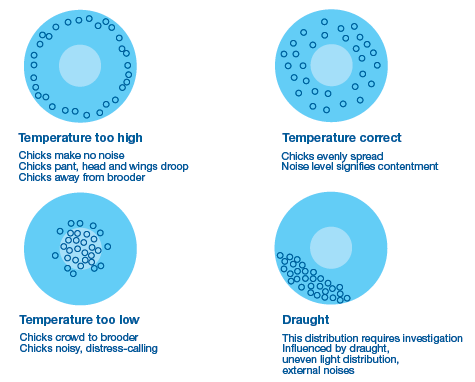 Temperature too high
Chicks make no noise
Chicks pant, head and wings droop
Chicks away from brooder
Temperature correct
Chicks evenly spread
Noise level signifies contentment
Temperature too low
Chicks crowd to brooder
Chicks noisy, distress-calling
Draught
This distribution requires investigation
Influenced by draught,
uneven light distribution,
external noises